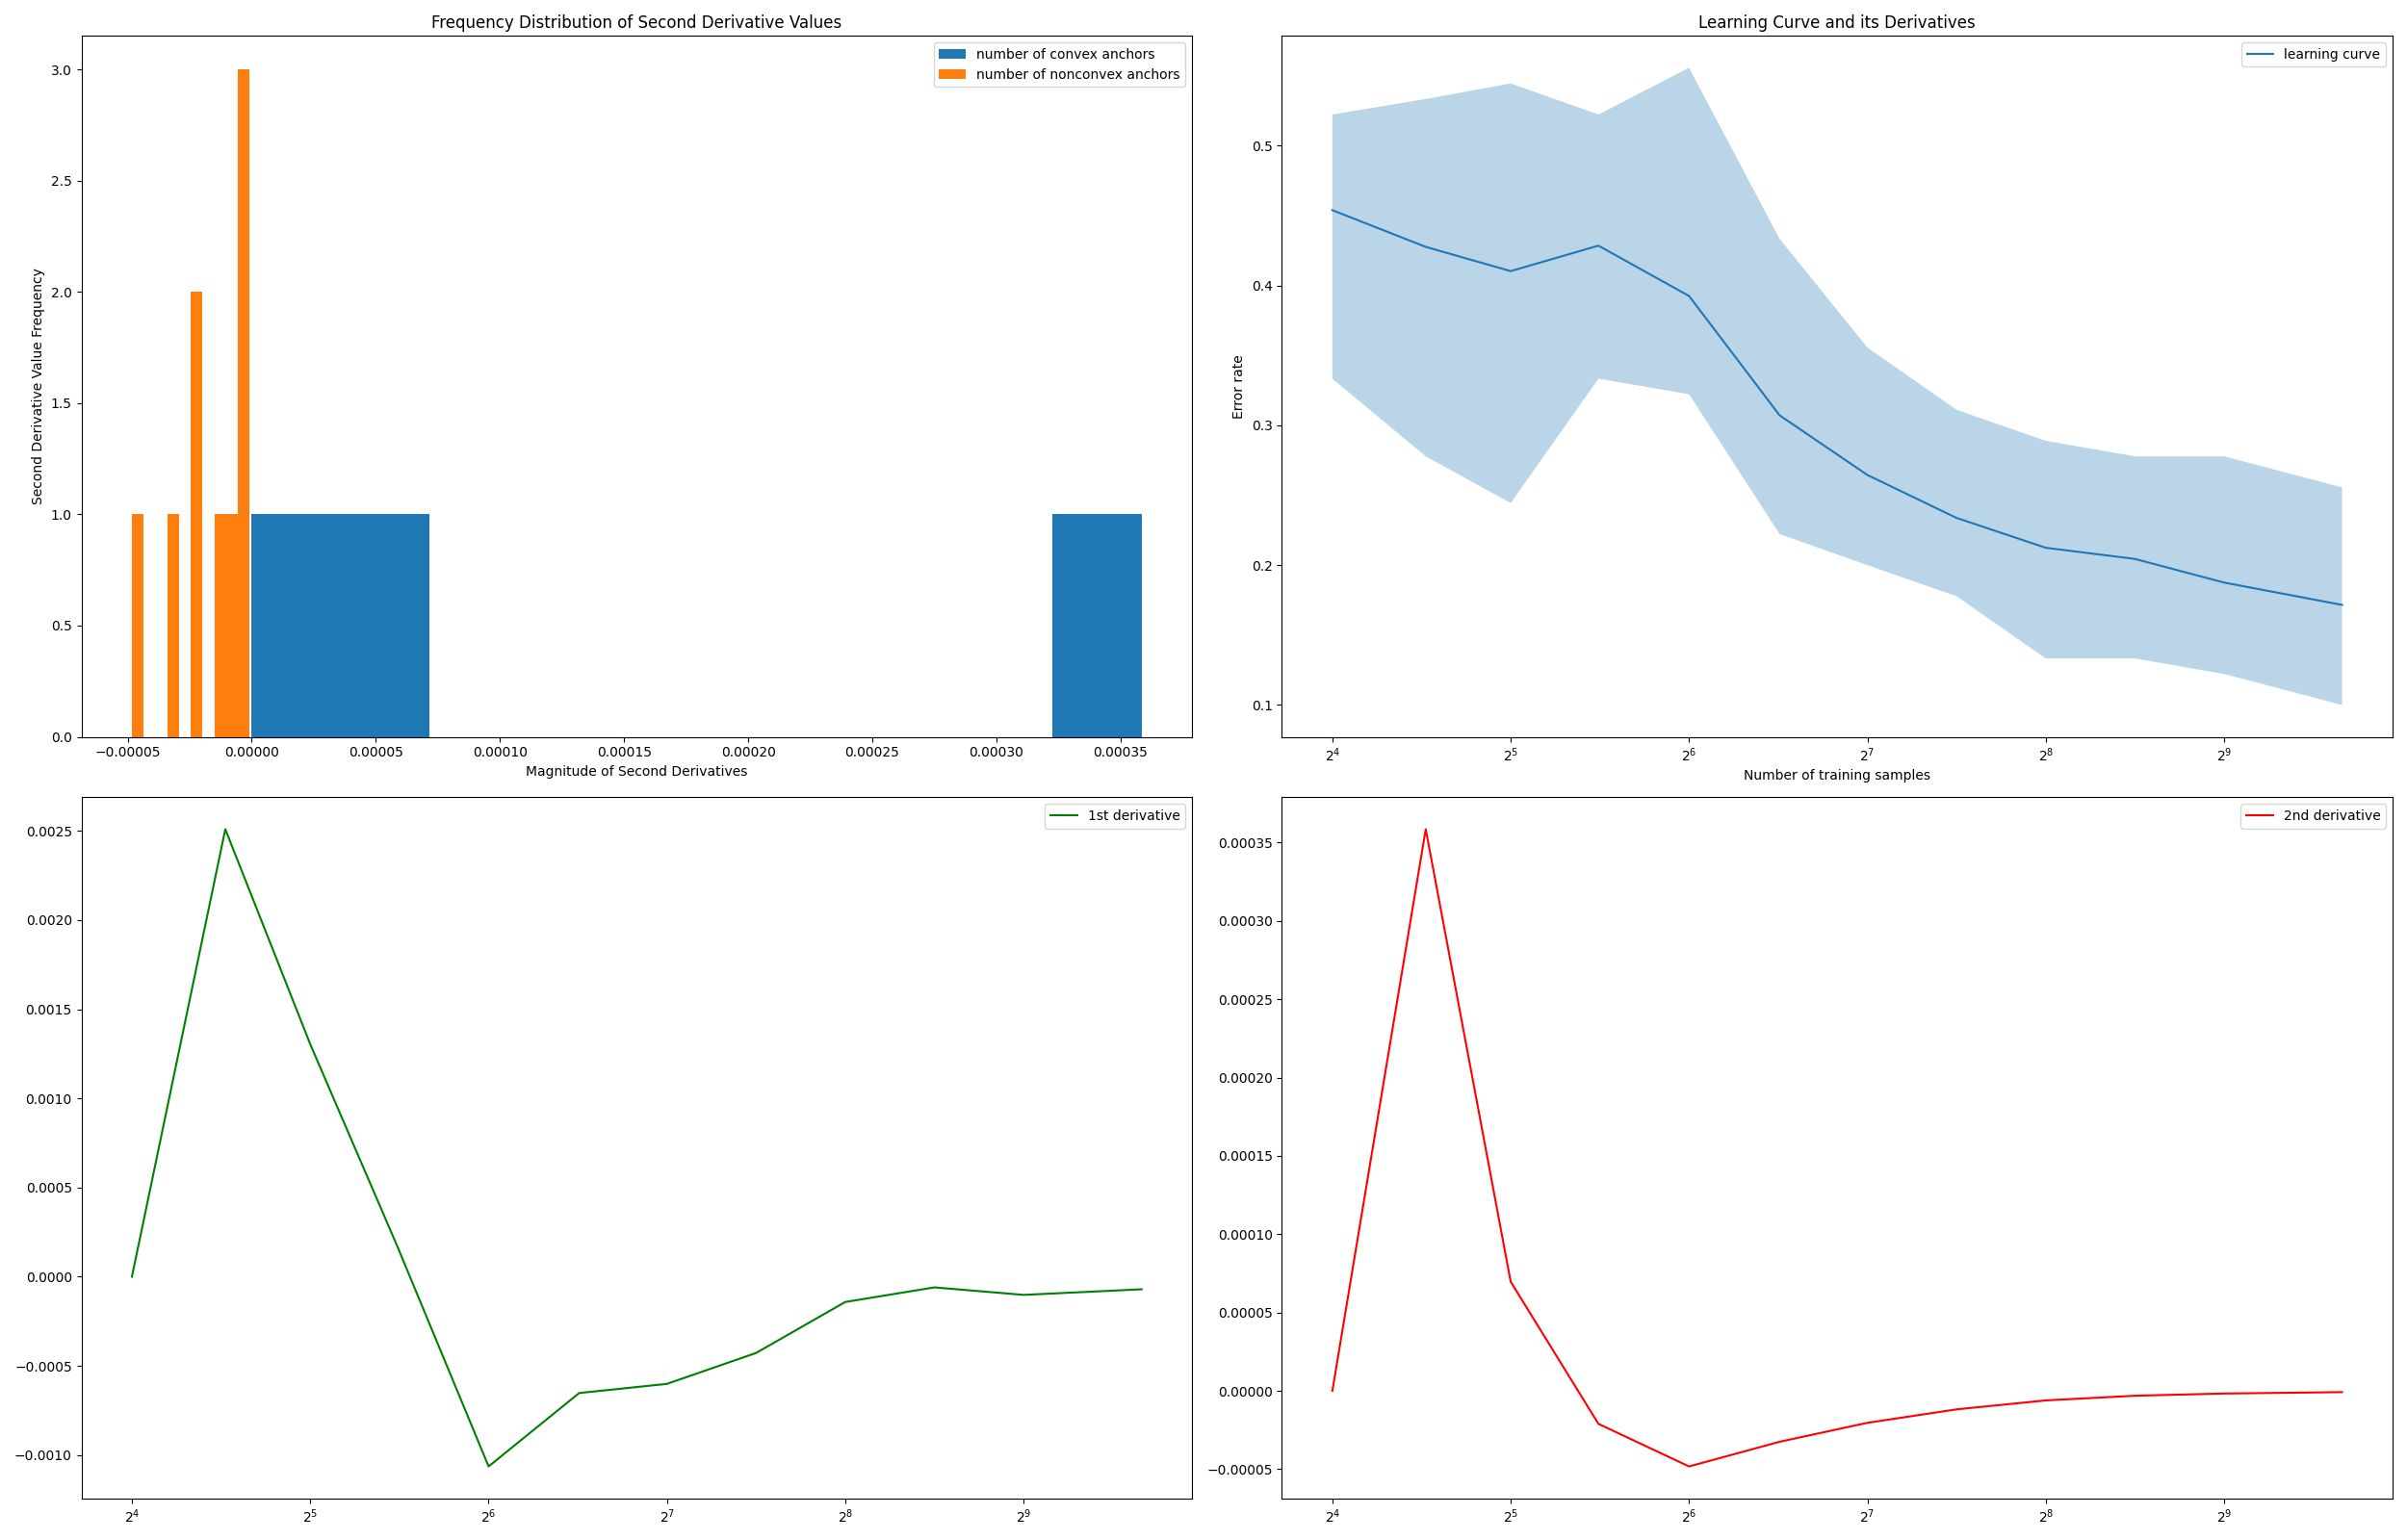 Frequency Distribution of Second Derivative Values
number of convex anchors
number of nonconvex anchors
Second Derivative Value Frequency
3.0
2.5
2.0
1.5
1.0
0.5
0.0
−0.00005 0.00000 0.00005 0.00010 0.00015 0.00020 0.00025 0.00030 0.00035
Magnitude of Second Derivatives
Learning Curve and its Derivatives
learning curve
Error rate
0.5
0.4
0.3
0.2
0.1
2⁴ 2⁵ 2⁶ 2⁷ 2⁸ 2⁹
Number of training samples
1st derivative
0.0025
0.0020
0.0015
0.0010
0.0005
0.0000
−0.0005
−0.0010
2⁴ 2⁵ 2⁶ 2⁷ 2⁸ 2⁹
2nd derivative
0.00035
0.00030
0.00025
0.00020
0.00015
0.00010
0.00005
0.00000
−0.00005
2⁴ 2⁵ 2⁶ 2⁷ 2⁸ 2⁹